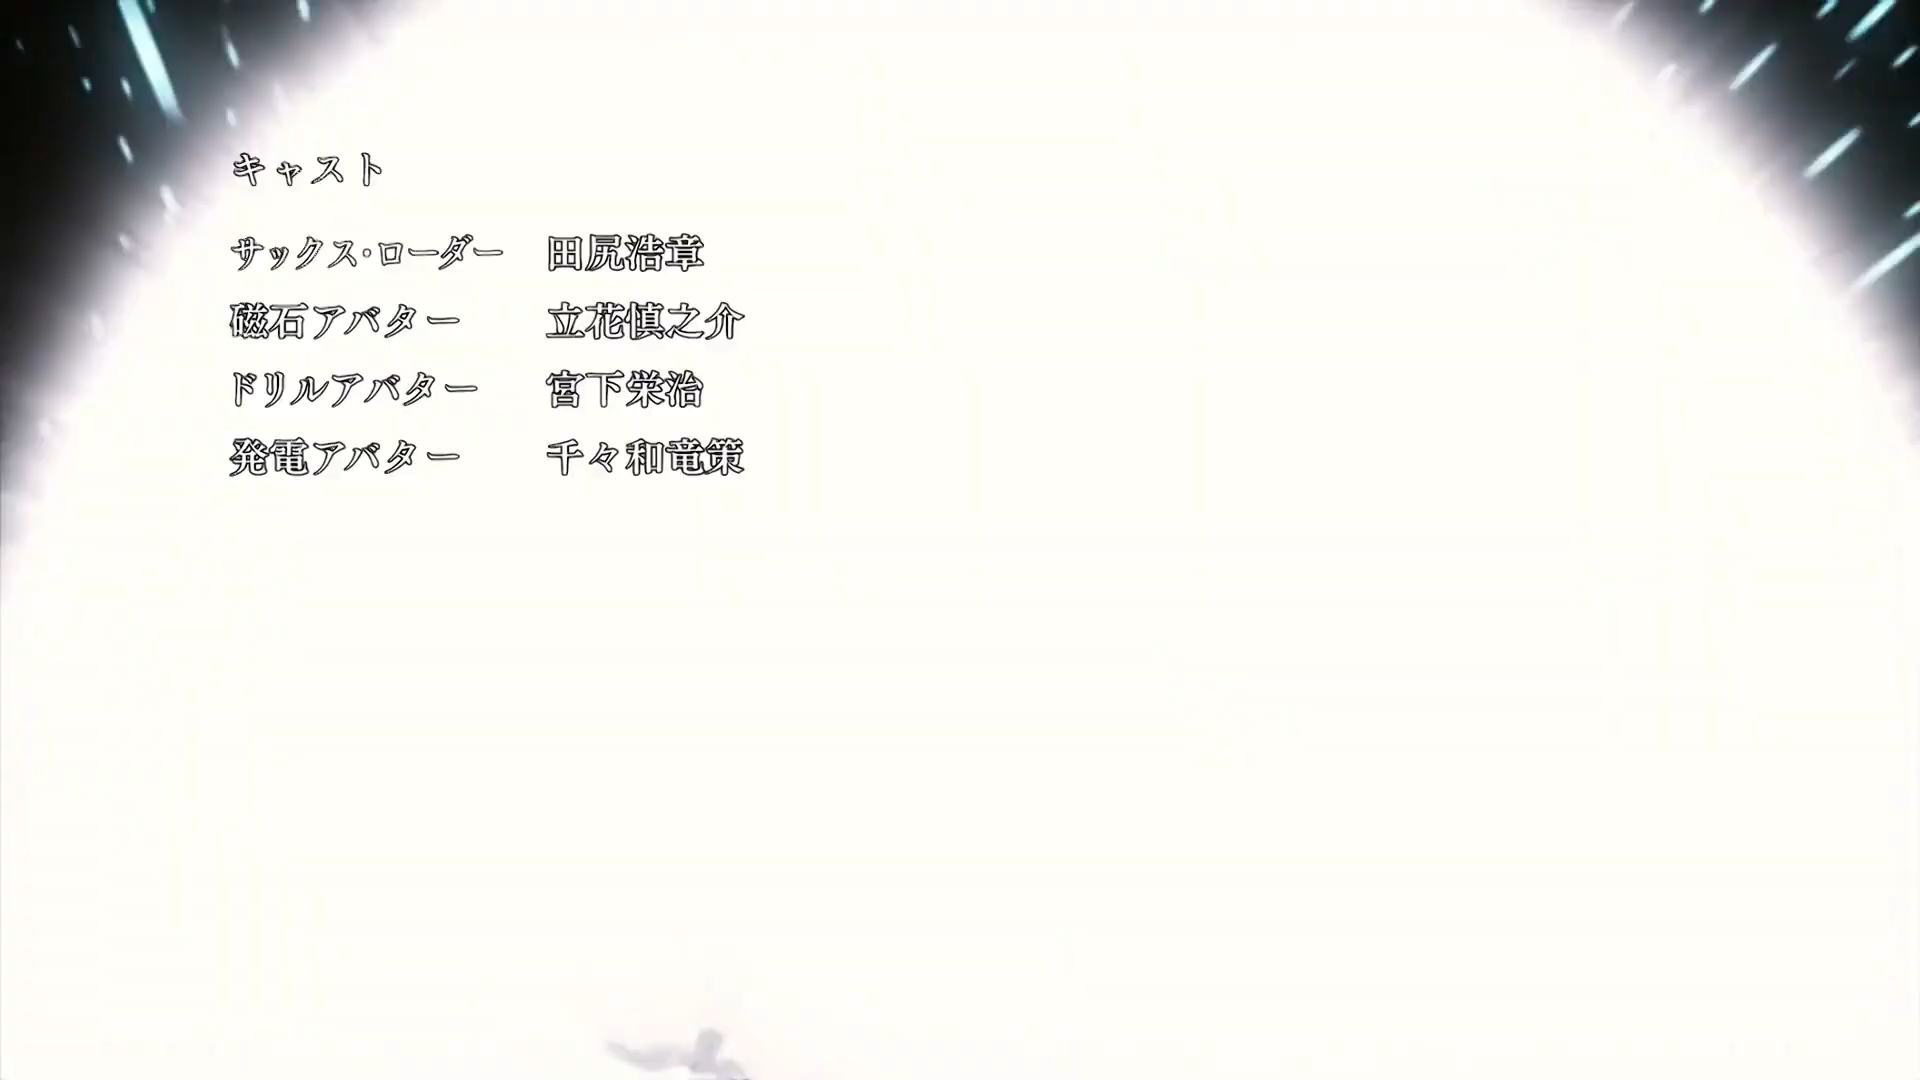 キャスト
サックス・ローダー 田尻浩章
磁石アバター 立花慎之介
ドリルアバター 宮下栄治
発電アバター 千々和竜策